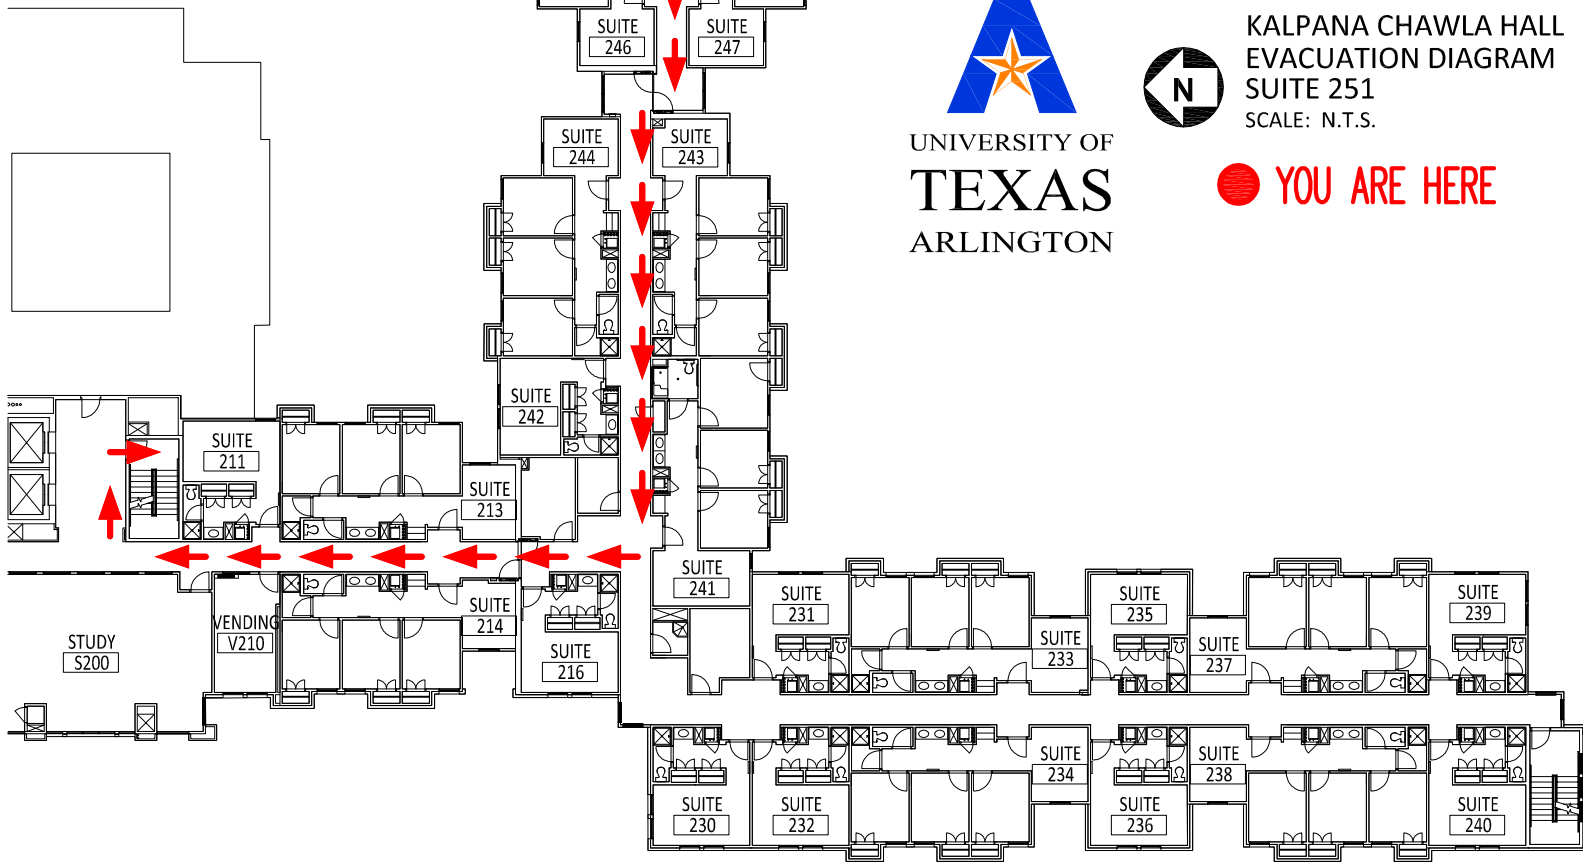 SUITE
246
SUITE
247
KALPANA CHAWLA HALL
EVACUATION DIAGRAM
SUITE 251
SCALE: N.T.S.
N
YOU ARE HERE
UNIVERSITY OF
TEXAS
ARLINGTON
SUITE
244
SUITE
243
SUITE
242
SUITE
211
SUITE
213
SUITE
241
SUITE
214
VENDING
V210
STUDY
S200
SUITE
216
SUITE
231
SUITE
233
SUITE
235
SUITE
237
SUITE
239
SUITE
230
SUITE
232
SUITE
234
SUITE
236
SUITE
238
SUITE
240